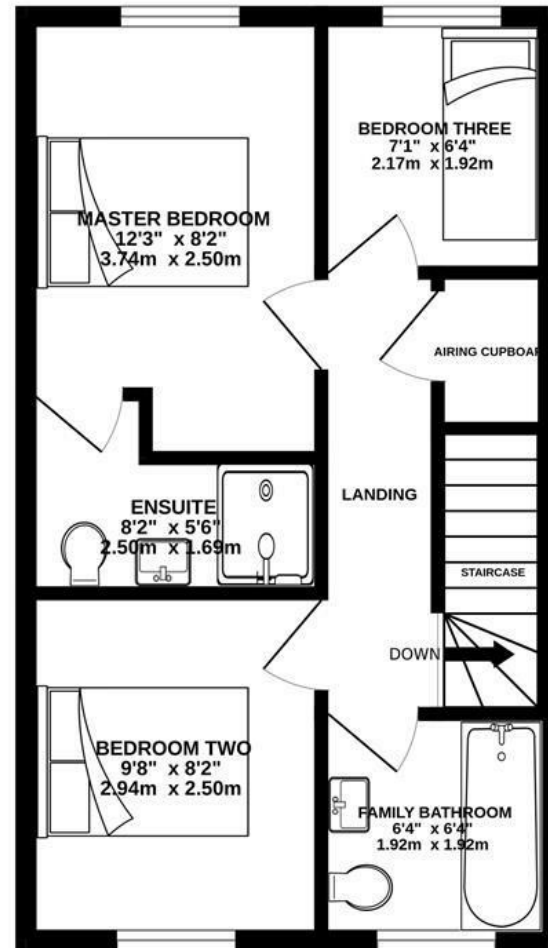 BEDROOM THREE
7'1" x 6'4"
2.17m x 1.92m
MASTER BEDROOM
12'3" x 8'2"
3.74m x 2.50m
AIRING CUPBOAR
LANDING
ENSUITE
8'2" x 5'6"
2.50m x 1.69m
STAIRCASE
DOWN
BEDROOM TWO
9'8" x 8'2"
2.94m x 2.50m
FAMILY BATHROOM
6'4" x 6'4"
1.92m x 1.92m